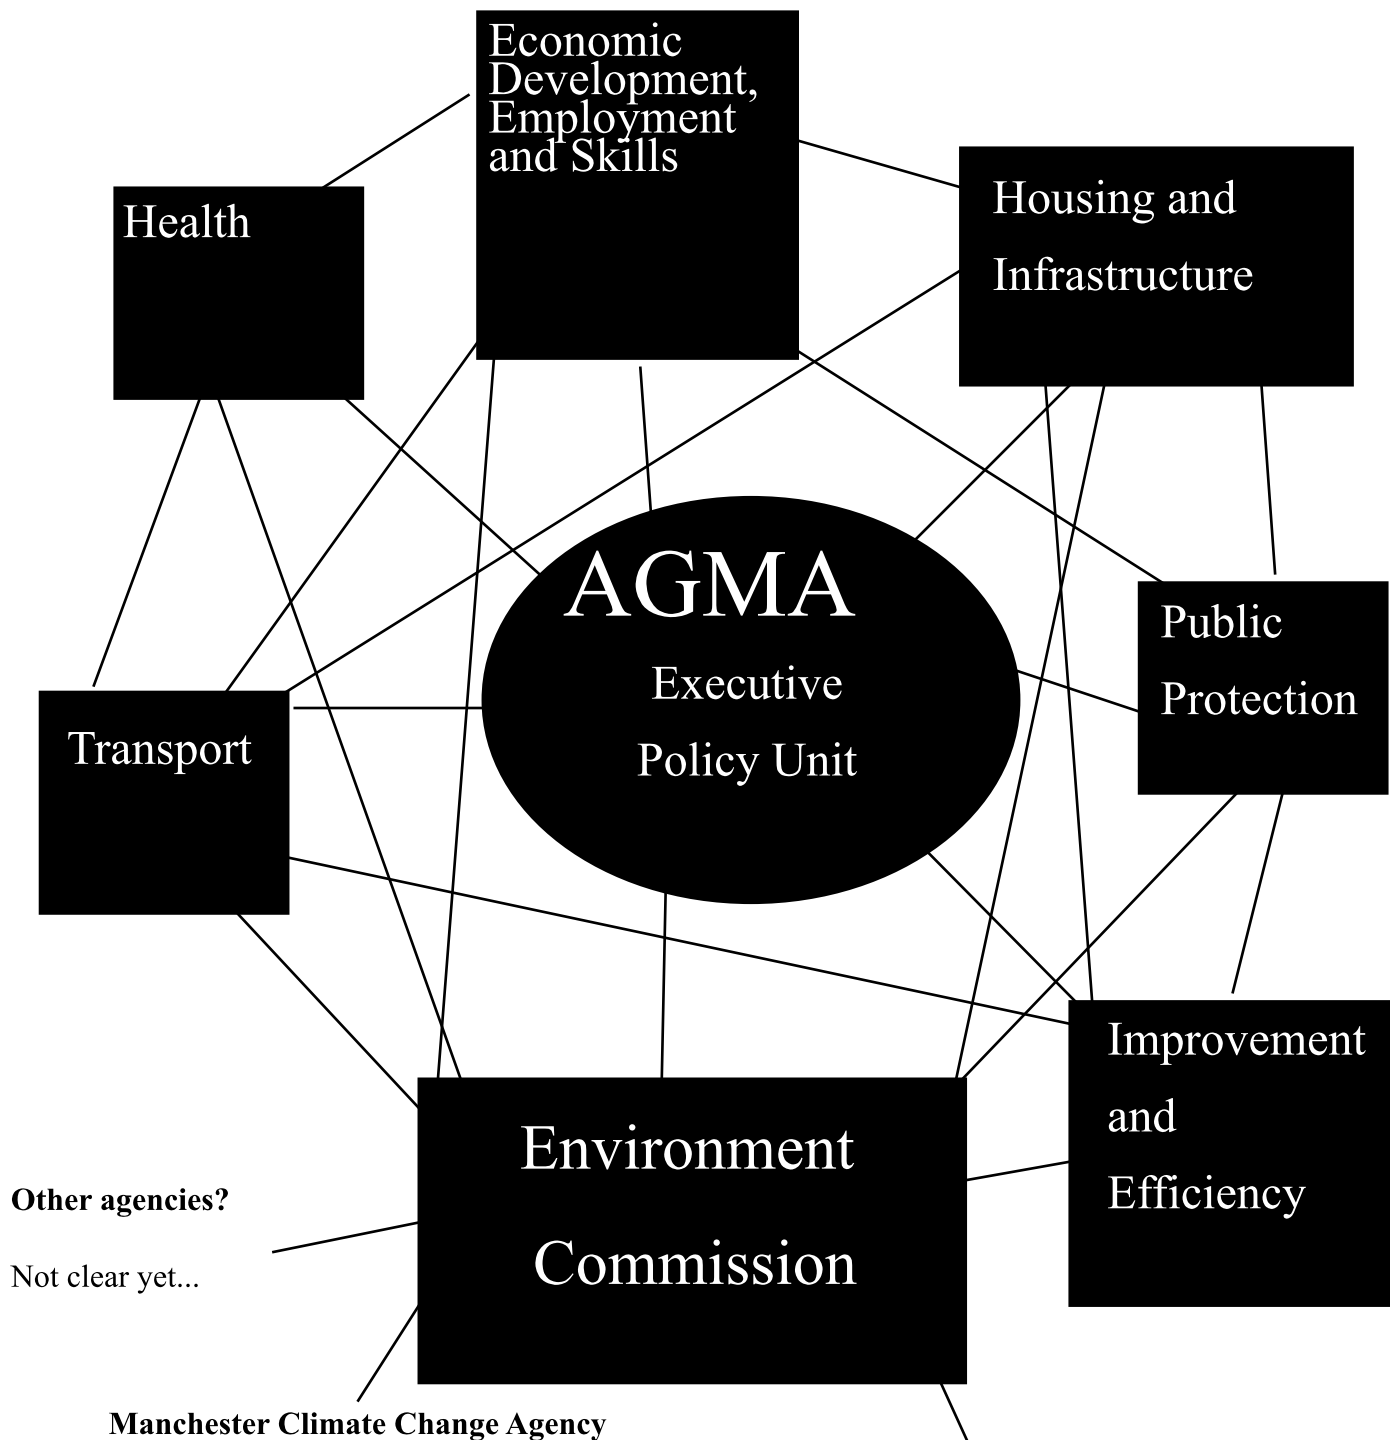 Economic
Development,
Employment
and Skills
Housing and
Infrastructure
Health
AGMA
Executive
Policy Unit
Public
Protection
Transport
Improvement
and
Efficiency
Environment
Commission
Other agencies?
Not clear yet...
Manchester Climate Change Agency